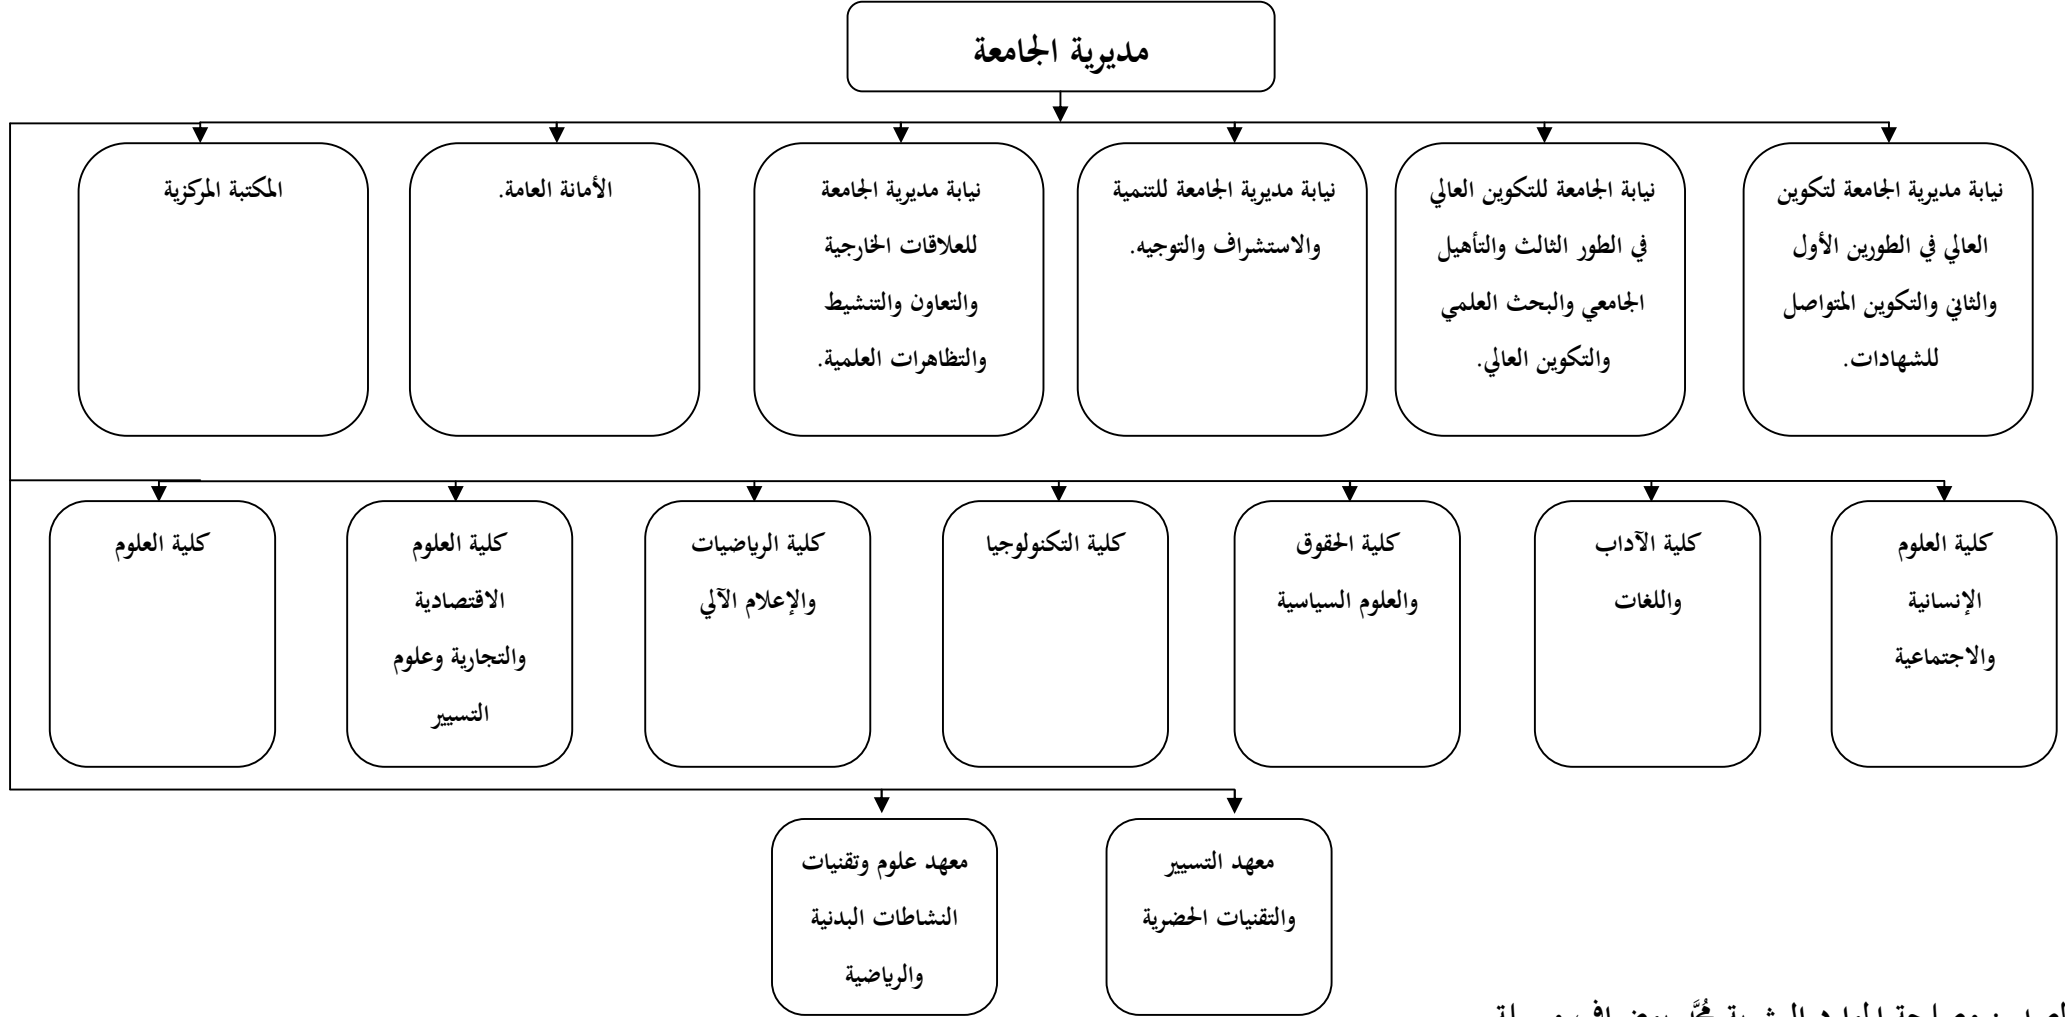 مديرية الجامعة
نيابة مديرية الجامعة لتكوين
العالي في الطورين الأول
والثاني والتكوين المتواصل
للشهادات.
نيابة الجامعة للتكوين العالي
في الطور الثالث والتأهيل
الجامعي والبحث العلمي
والتكوين العالي.
نيابة مديرية الجامعة للتنمية
والاستشراف والتوجيه.
نيابة مديرية الجامعة
للعلاقات الخارجية
والتعاون والتنشيط
والتظاهرات العلمية.
الأمانة العامة.
المكتبة المركزية
كلية العلوم
الإنسانية
والاجتماعية
كلية الآداب
واللغات
كلية الحقوق
والعلوم السياسية
كلية التكنولوجيا
كلية الرياضيات
والإعلام الآلي
كلية العلوم
الاقتصادية
والتجارية وعلوم
التسيير
كلية العلوم
معهد التسيير
والتقنيات الحضرية
معهد علوم وتقنيات
النشاطات البدنية
والرياضية